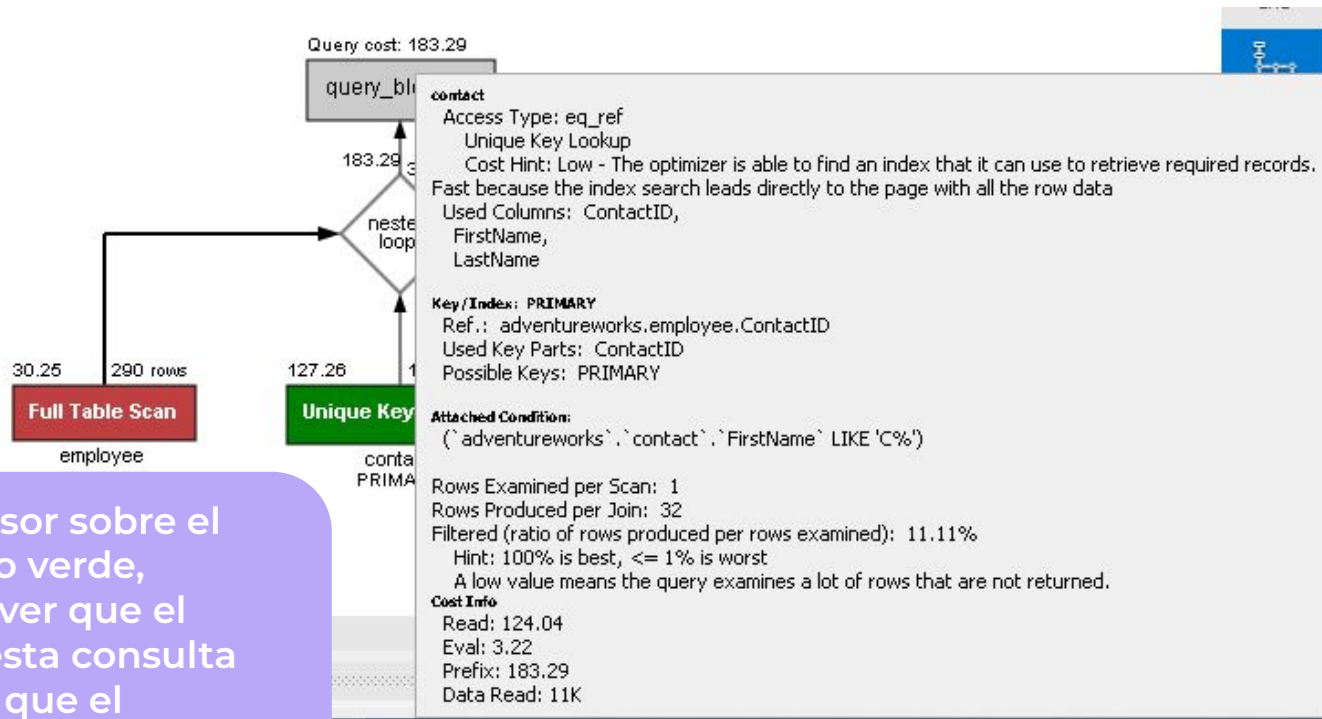 Query cost: 183.29
query_bl
183.29
neste
loop
30.25 290 rows
Full Table Scan
employee
127.26 1
Unique Key
conta
PRIMA
contact
Access Type: eq_ref
Unique Key Lookup
Cost Hint: Low - The optimizer is able to find an index that it can use to retrieve required records.
Fast because the index search leads directly to the page with all the row data
Used Columns: ContactID,
FirstName,
LastName
Key/Index: PRIMARY
Ref.: adventureworks.employee.ContactID
Used Key Parts: ContactID
Possible Keys: PRIMARY
Attached Condition:
(`adventureworks`.`contact`.`FirstName` LIKE 'C%')
Rows Examined per Scan: 1
Rows Produced per Join: 32
Filtered (ratio of rows produced per rows examined): 11.11%
Hint: 100% is best, <= 1% is worst
A low value means the query examines a lot of rows that are not returned.
Cost Info
Read: 124.04
Eval: 3.22
Prefix: 183.29
Data Read: 11K
sor sobre el
o verde,
ver que el
esta consulta
que el